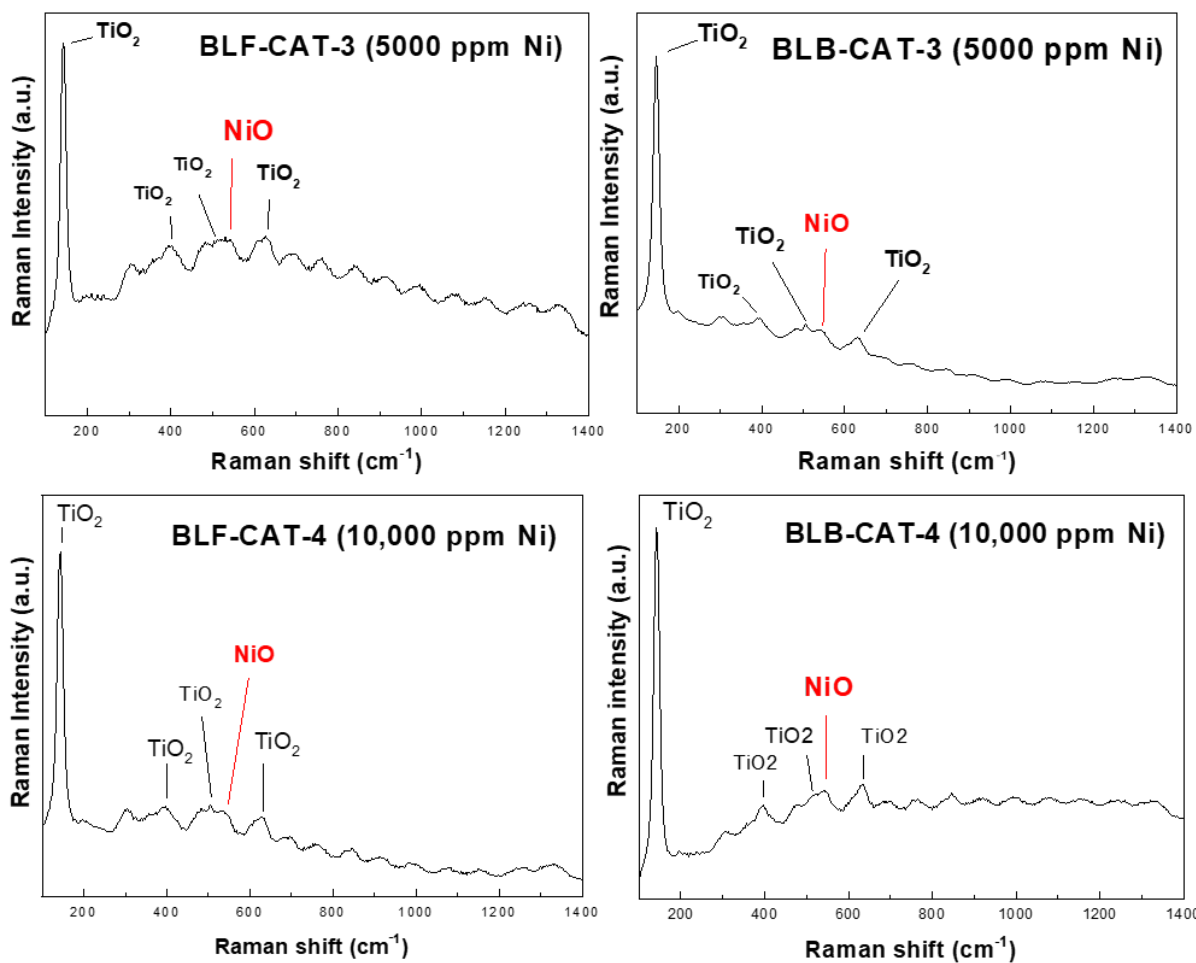 TiO₂
BLF-CAT-3 (5000 ppm Ni)
NiO
TiO₂
TiO₂
TiO₂
Raman Intensity (a.u.)
200 400 600 800 1000 1200 1400
Raman shift (cm⁻¹)
TiO₂
BLB-CAT-3 (5000 ppm Ni)
NiO
TiO₂
TiO₂
TiO₂
Raman Intensity (a.u.)
200 400 600 800 1000 1200 1400
Raman shift (cm⁻¹)
TiO₂
BLF-CAT-4 (10,000 ppm Ni)
NiO
TiO₂
TiO₂
TiO₂
Raman Intensity (a.u.)
200 400 600 800 1000 1200 1400
Raman shift (cm⁻¹)
TiO₂
BLB-CAT-4 (10,000 ppm Ni)
NiO
TiO2
TiO2
TiO2
Raman intensity (a.u.)
200 400 600 800 1000 1200 1400
Raman shift (cm⁻¹)